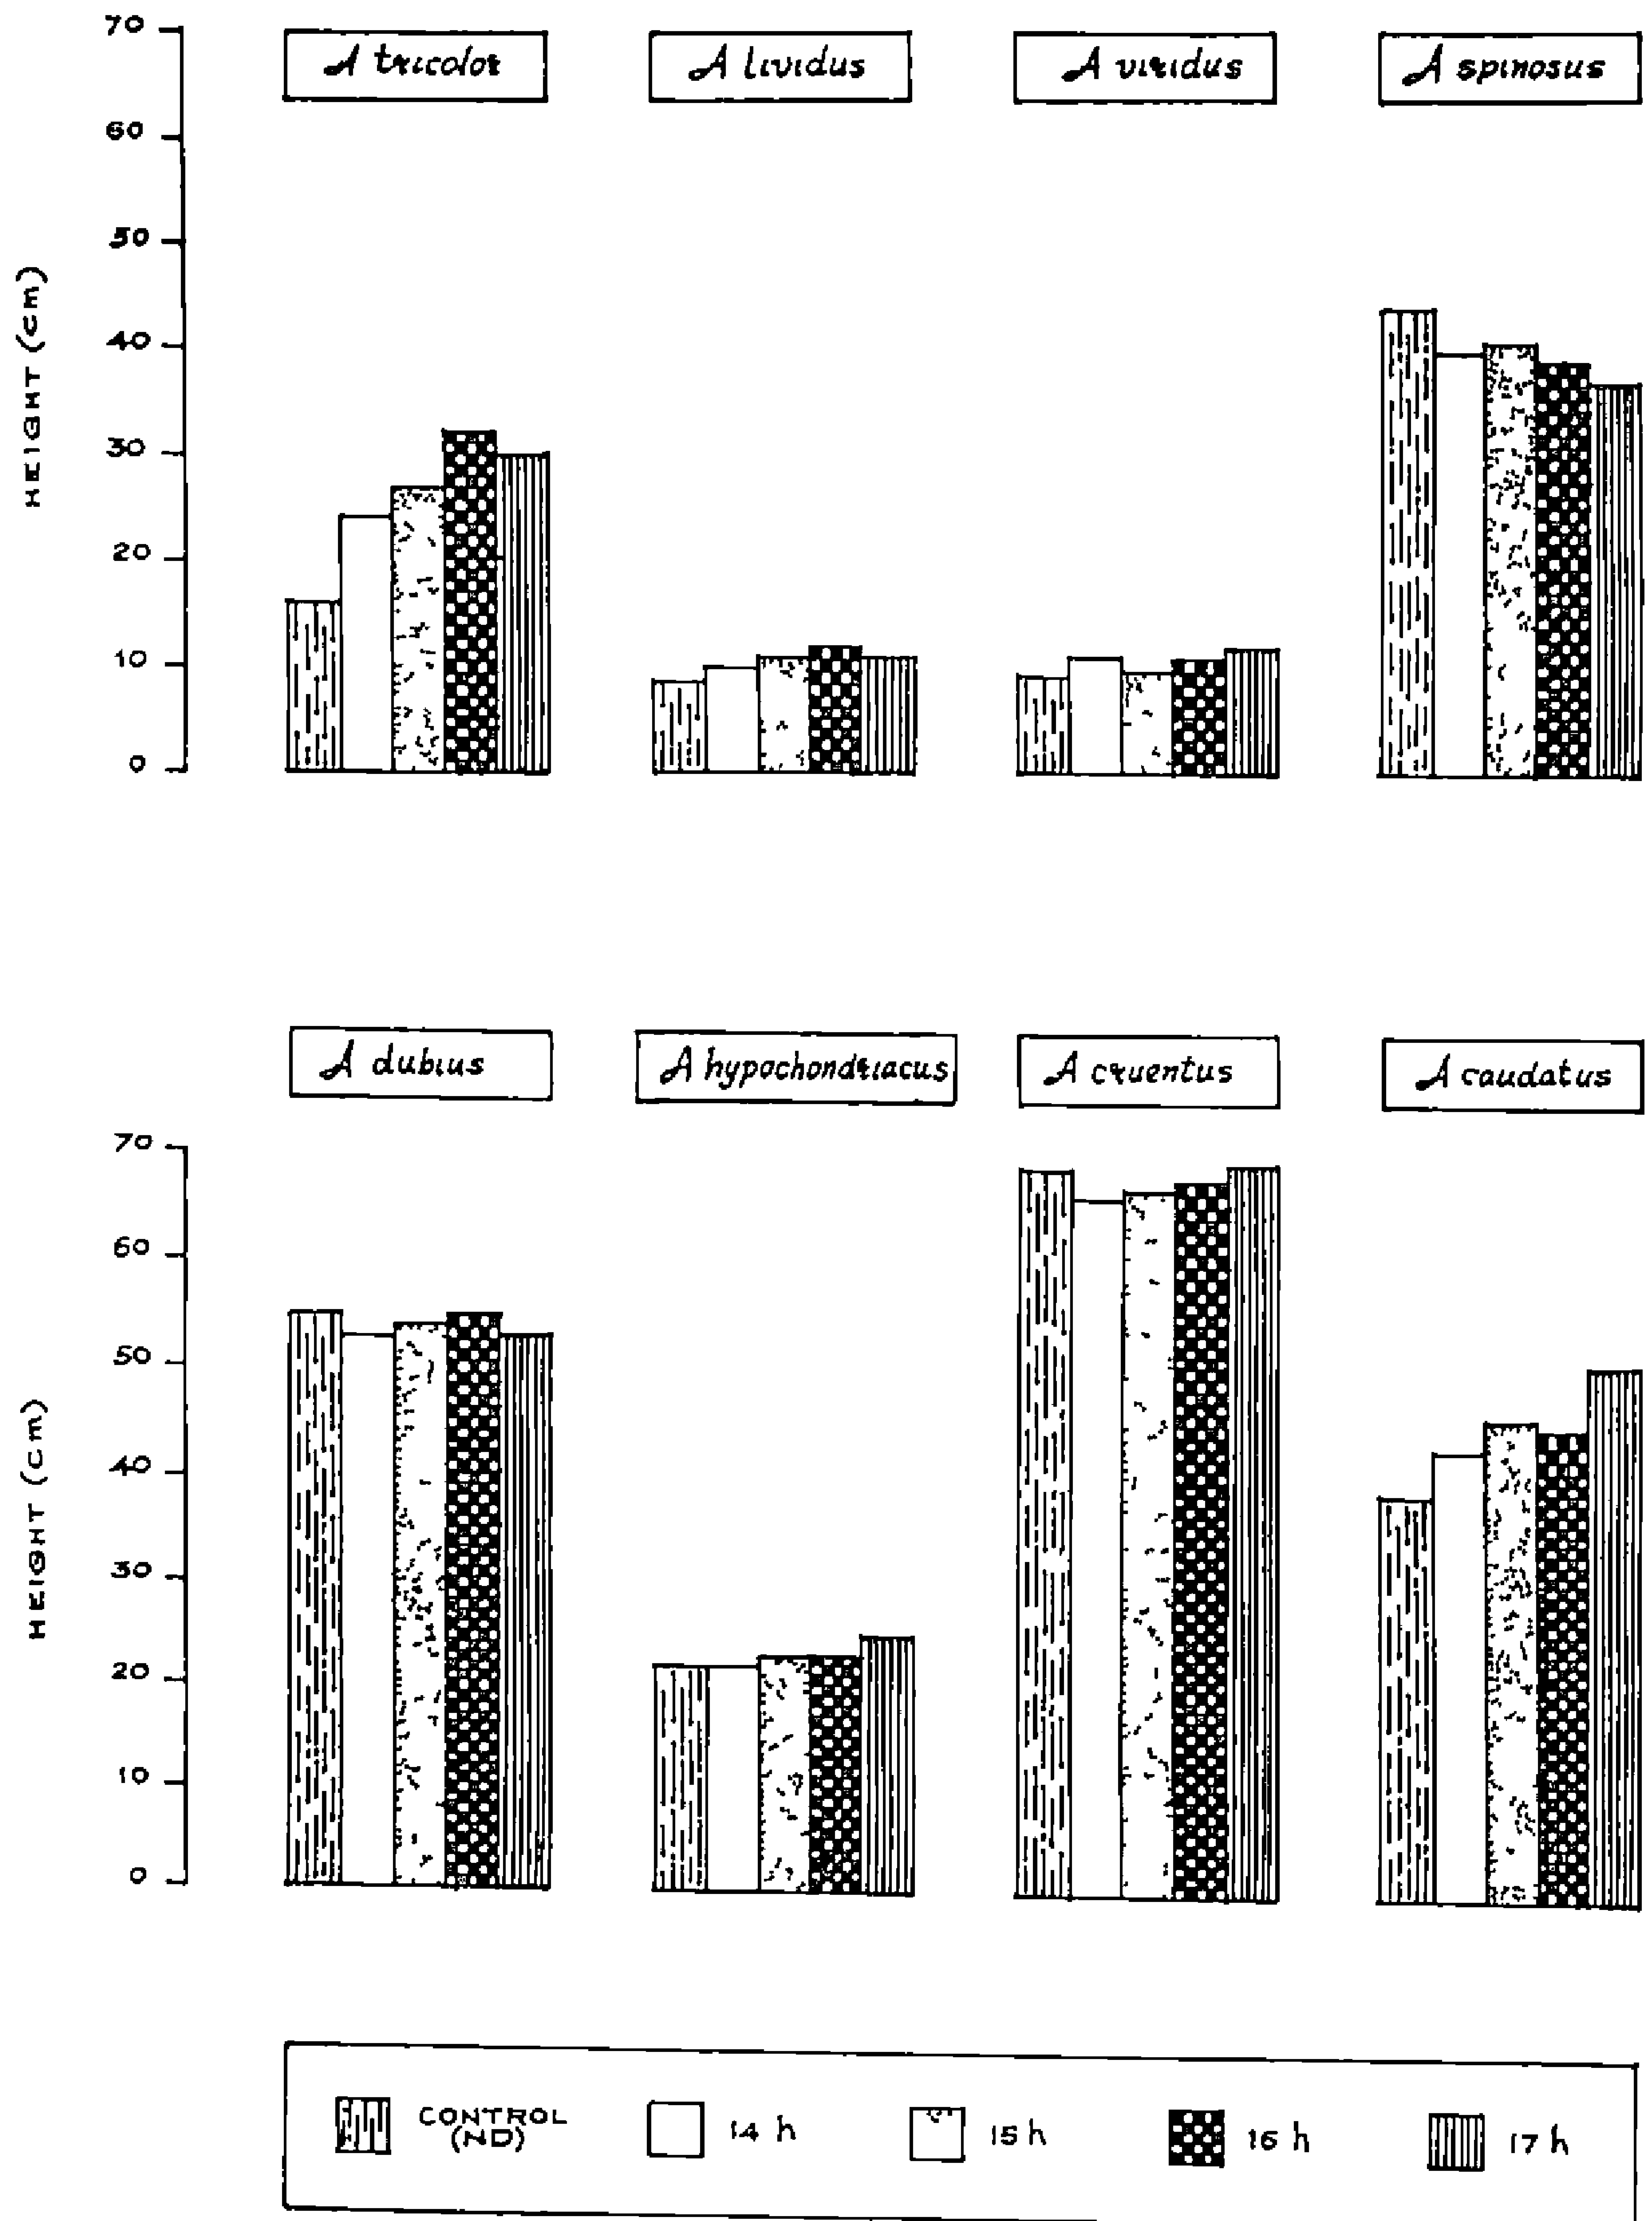 A tricolor
A lividus
A viridus
A spinosus
70
60
50
40
30
20
10
0
HEIGHT (cm)
A dubius
A hypochondriacus
A cruentus
A caudatus
70
60
50
40
30
20
10
0
HEIGHT (cm)
CONTROL
(ND)
14 h
15 h
16 h
17 h